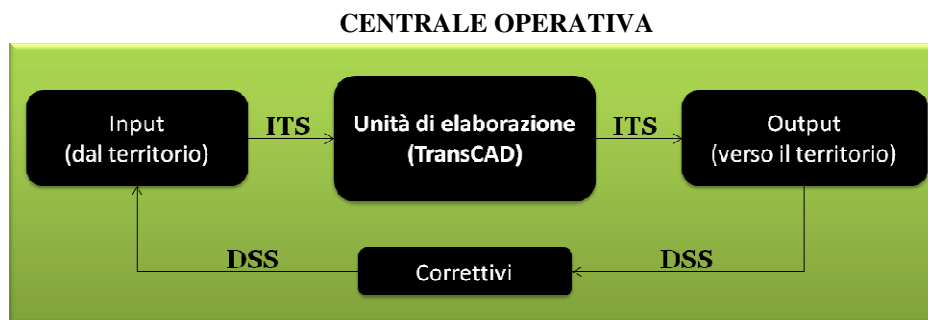 CENTRALE OPERATIVA
Input
(dal territorio)
ITS
Unità di elaborazione
(TransCAD)
ITS
Output
(verso il territorio)
DSS
Correttivi
DSS